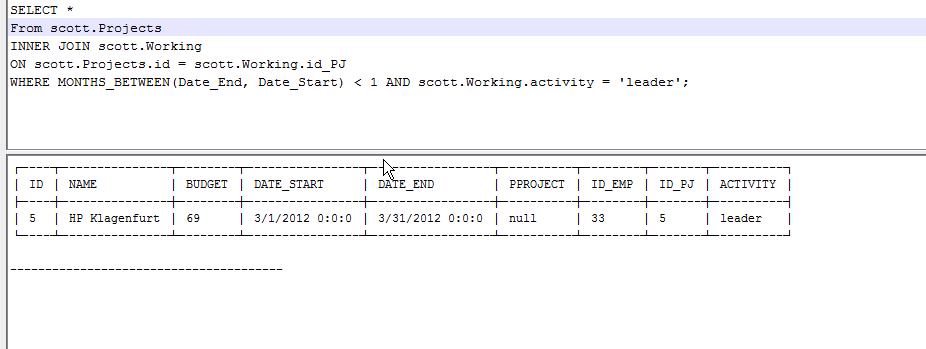 SELECT *
From scott.Projects
INNER JOIN scott.Working
ON scott.Projects.id = scott.Working.id_PJ
WHERE MONTHS_BETWEEN(Date_End, Date_Start) < 1 AND scott.Working.activity = 'leader';
| ID | NAME | BUDGET | DATE_START | DATE_END | PPROJECT | ID_EMP | ID_PJ | ACTIVITY |
| 5 | HP Klagenfurt | 69 | 3/1/2012 0:0:0 | 3/31/2012 0:0:0 | null | 33 | 5 | leader |
---------------------------------------